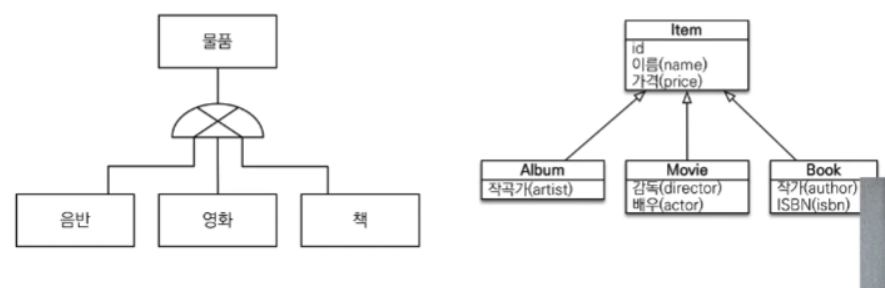 물품
음반
영화
책
Item
id
이름(name)
가격(price)
Album
작곡가(artist)
Movie
감독(director)
배우(actor)
Book
작가(author)
ISBN(isbn)